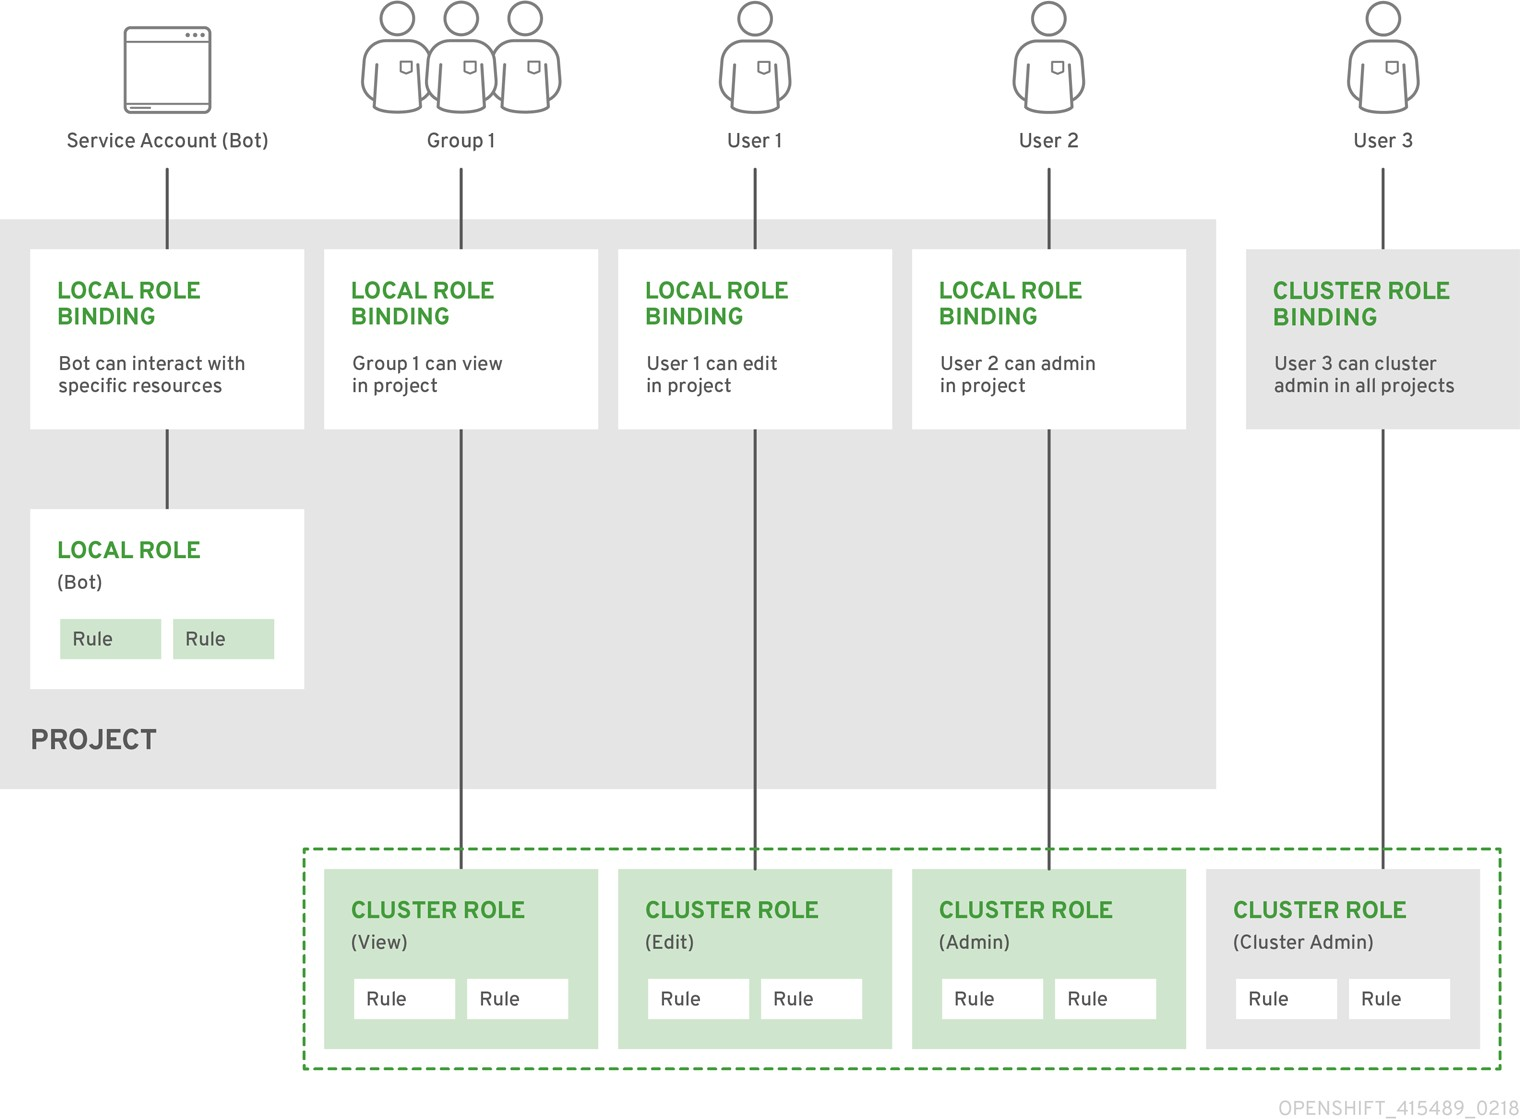 Service Account (Bot)
Group 1
User 1
User 2
User 3
LOCAL ROLE
BINDING
Bot can interact with
specific resources
LOCAL ROLE
BINDING
Group 1 can view
in project
LOCAL ROLE
BINDING
User 1 can edit
in project
LOCAL ROLE
BINDING
User 2 can admin
in project
CLUSTER ROLE
BINDING
User 3 can cluster
admin in all projects
LOCAL ROLE
(Bot)
Rule
Rule
PROJECT
CLUSTER ROLE
(View)
Rule
Rule
CLUSTER ROLE
(Edit)
Rule
Rule
CLUSTER ROLE
(Admin)
Rule
Rule
CLUSTER ROLE
(Cluster Admin)
Rule
Rule
OPENSHIFT_415489_0218